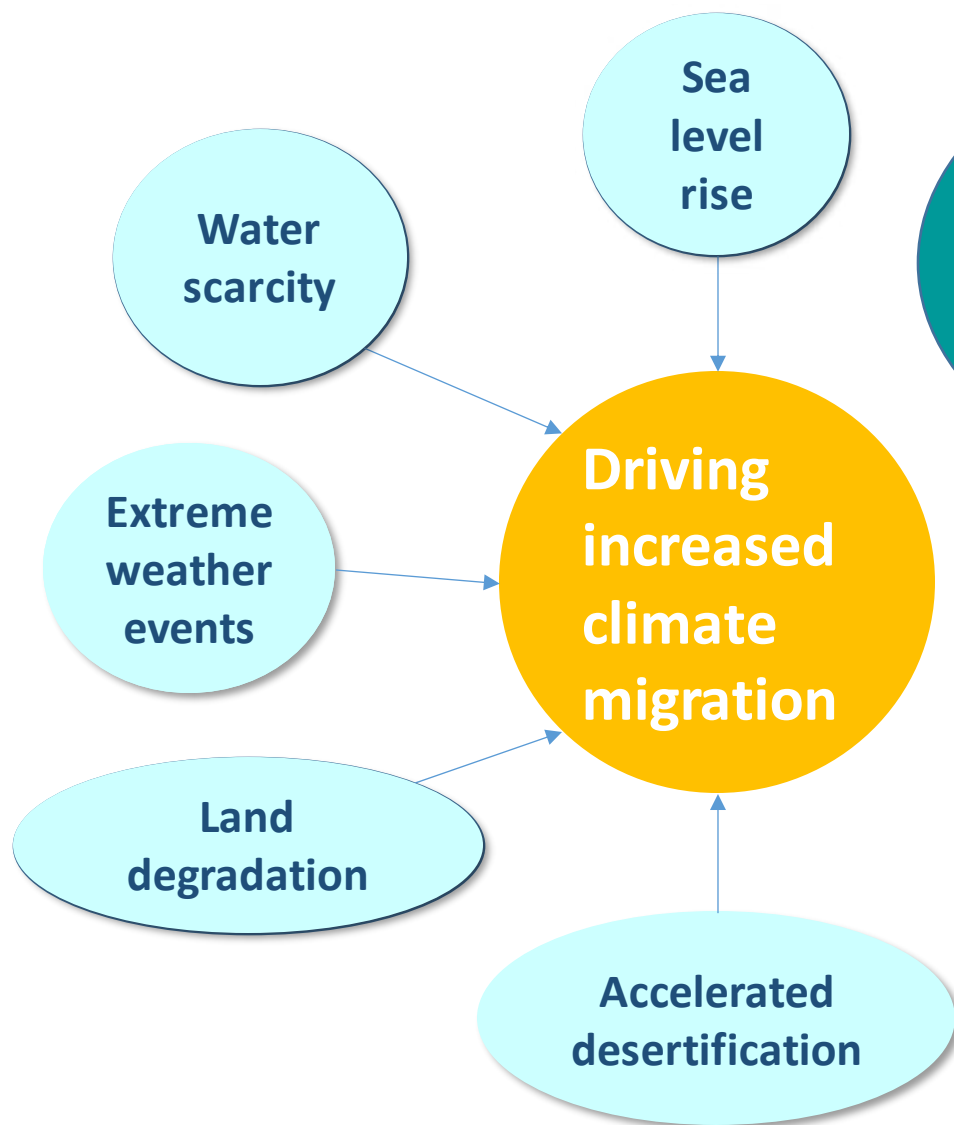 Sea
level
rise
Water
scarcity
Driving
increased
climate
migration
Extreme
weather
events
Land
degradation
Accelerated
desertification